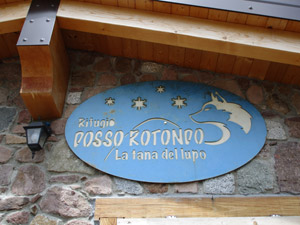 Rifugio
POSSO ROTONDO
/ La tana del lupo